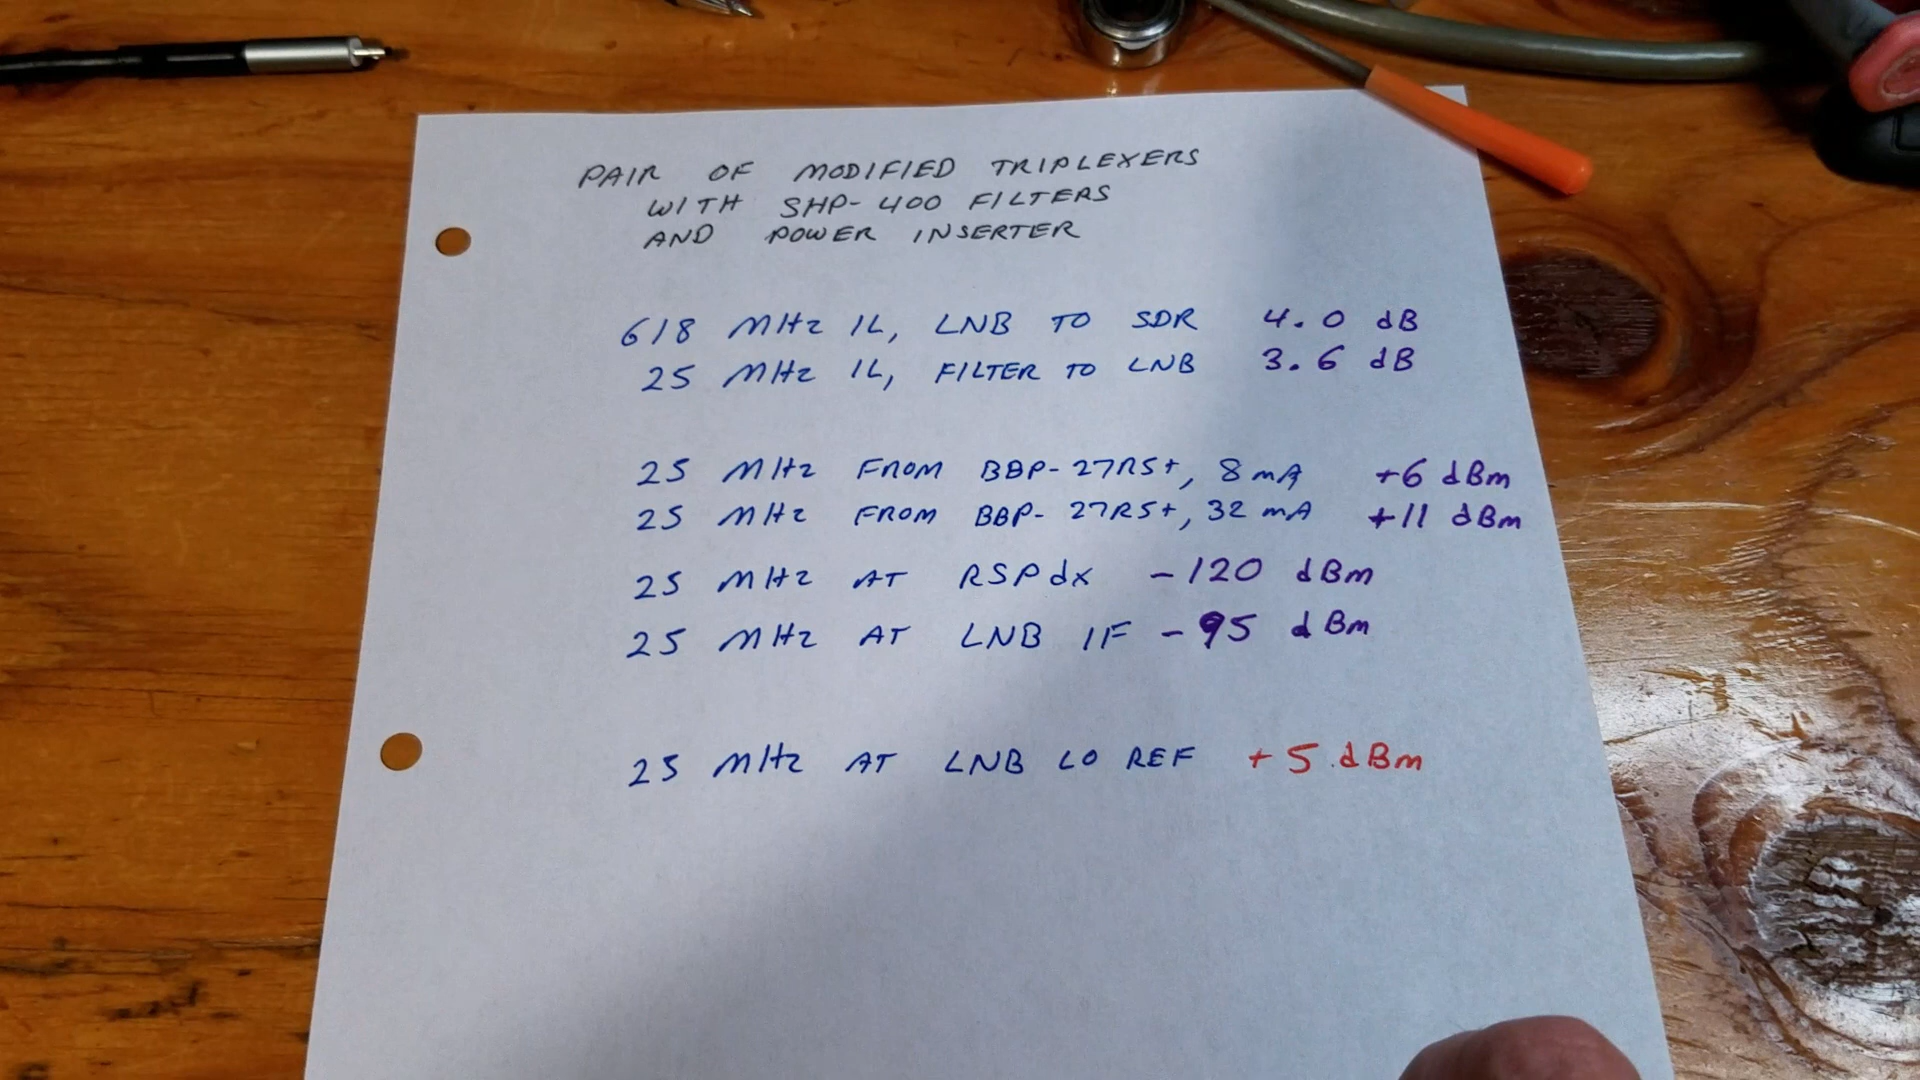 PAIR OF MODIFIED TRIPLEXERS
WITH SHP-400 FILTERS
AND POWER INSERTER
618 MHz IL, LNB TO SDR 4.0 dB
25 MHz IL, FILTER TO LNB 3.6 dB
25 MHz FROM BBP-27RS+, 8 mA +6 dBm
25 MHz FROM BBP-27RS+, 32 mA +11 dBm
25 MHz AT RSPdx -120 dBm
25 MHz AT LNB IF -95 dBm
25 MHz AT LNB LO REF +5 dBm